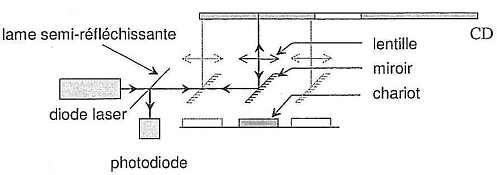 lame semi-réfléchissante
CD
lentille
miroir
chariot
diode laser
photodiode